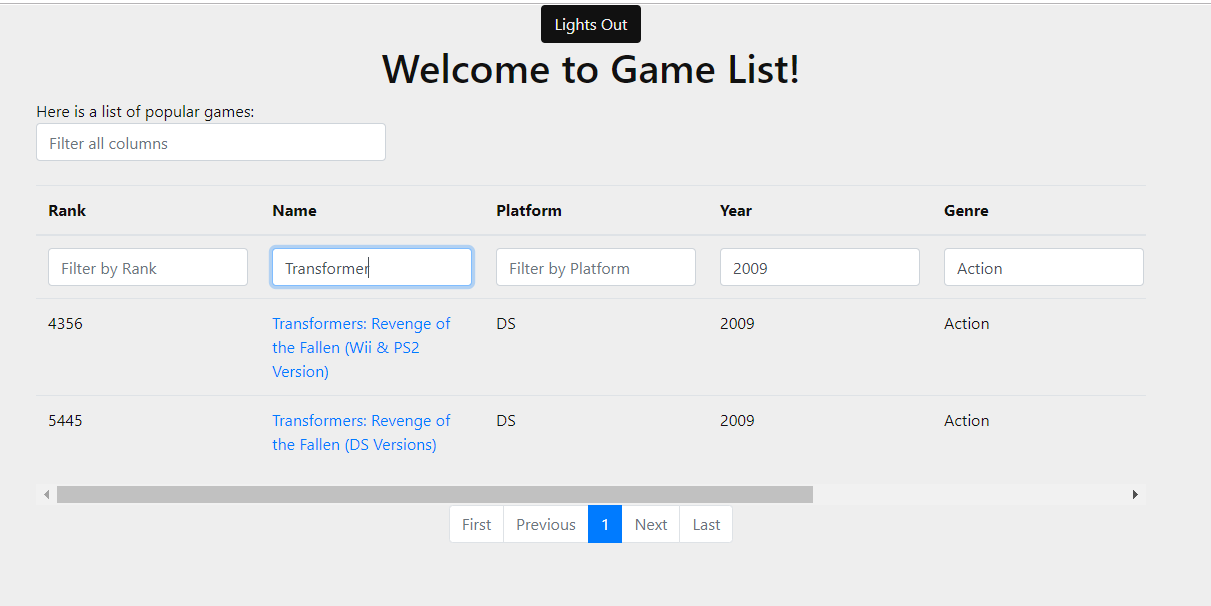 Lights Out
Welcome to Game List!
Here is a list of popular games:
Filter all columns
Rank Name Platform Year Genre
Filter by Rank Transformer Filter by Platform 2009 Action
4356 Transformers: Revenge of DS 2009 Action
the Fallen (Wii & PS2
Version)
5445 Transformers: Revenge of DS 2009 Action
the Fallen (DS Versions)
First Previous 1 Next Last